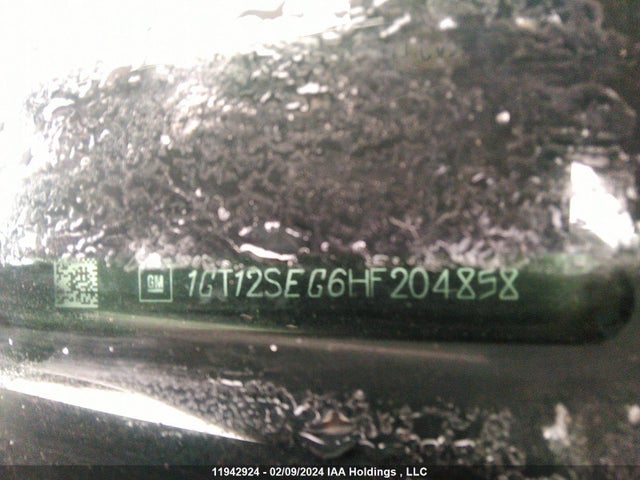 GM 1GT12SEG6HF204858
11942924 - 02/09/2024 IAA Holdings , LLC